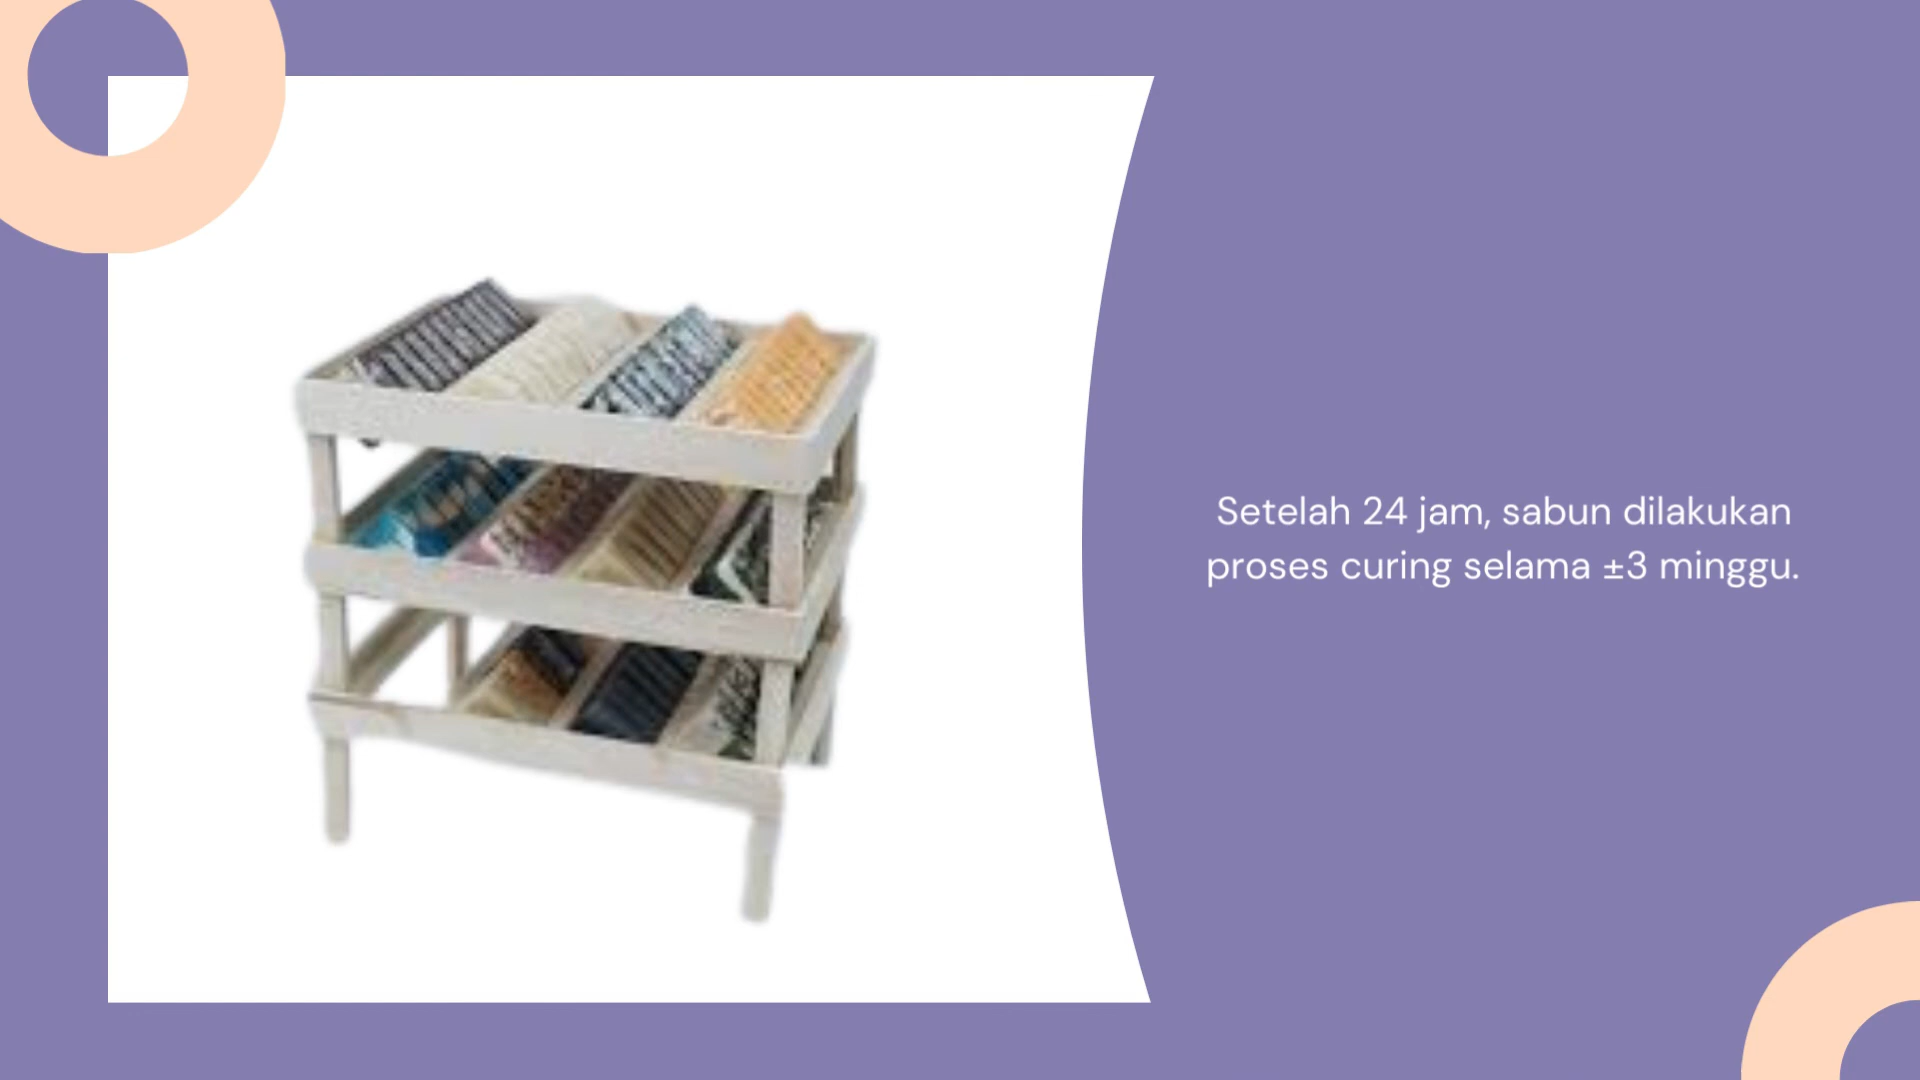 Setelah 24 jam, sabun dilakukan
proses curing selama ±3 minggu.